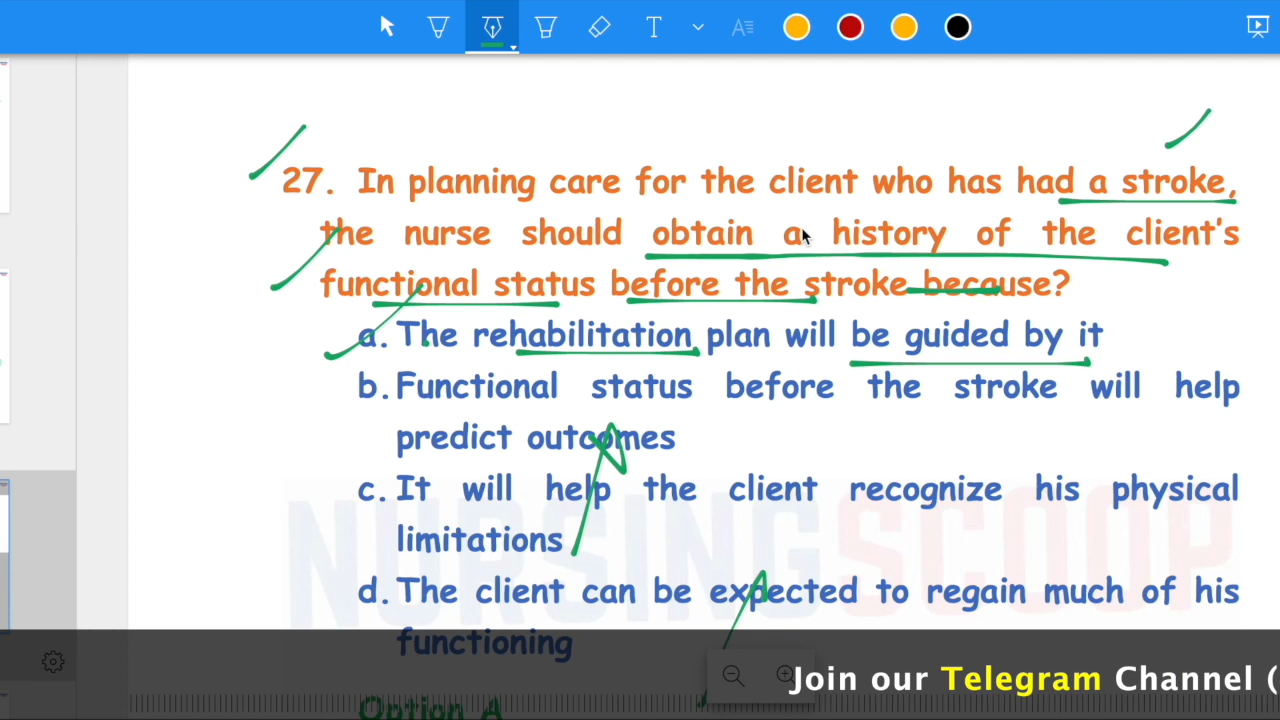 27. In planning care for the client who has had a stroke,
the nurse should obtain a history of the client's
functional status before the stroke because?
a. The rehabilitation plan will be guided by it
b. Functional status before the stroke will help
predict outcomes
c. It will help the client recognize his physical
limitations
d. The client can be expected to regain much of his
functioning
NURSING SCOOP
Join our Telegram Channel (
Option A